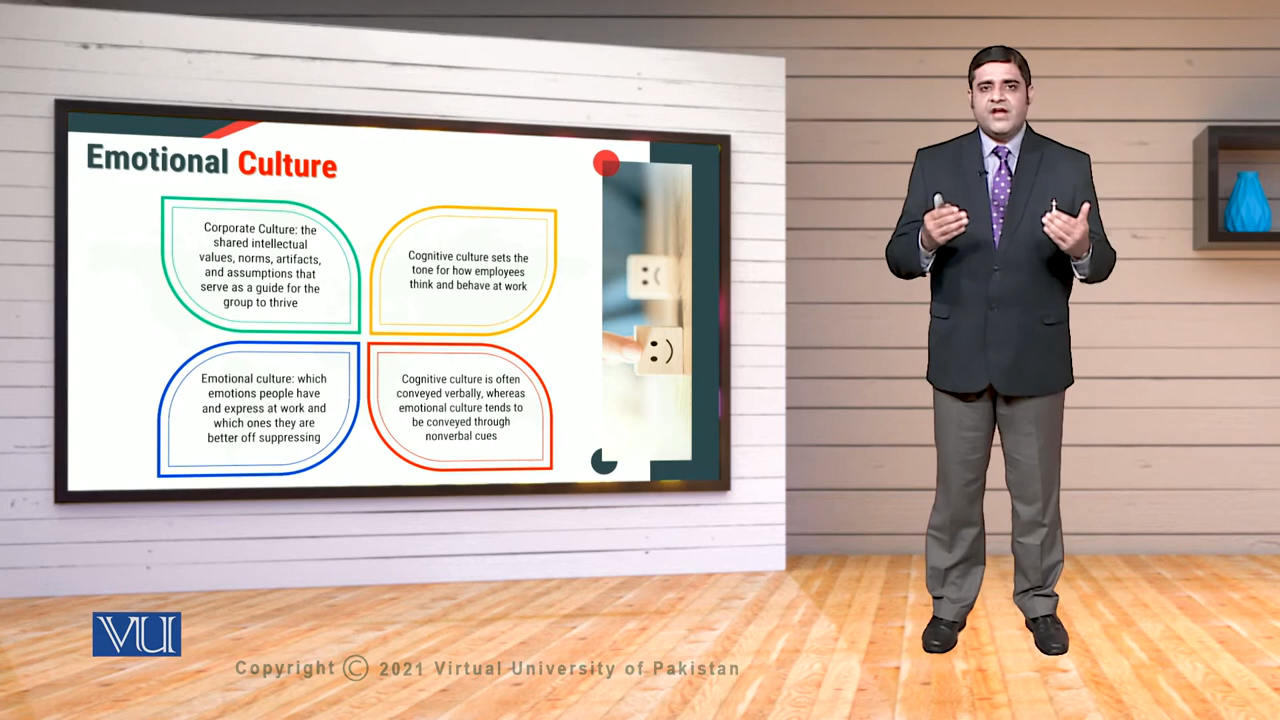 Emotional Culture
Corporate Culture: the
shared intellectual
values, norms, artifacts,
and assumptions that
serve as a guide for the
group to thrive
Cognitive culture sets the
tone for how employees
think and behave at work
Emotional culture: which
emotions people have
and express at work and
which ones they are
better off suppressing
Cognitive culture is often
conveyed verbally, whereas
emotional culture tends to
be conveyed through
nonverbal cues
VU
Copyright © 2021 Virtual University of Pakistan